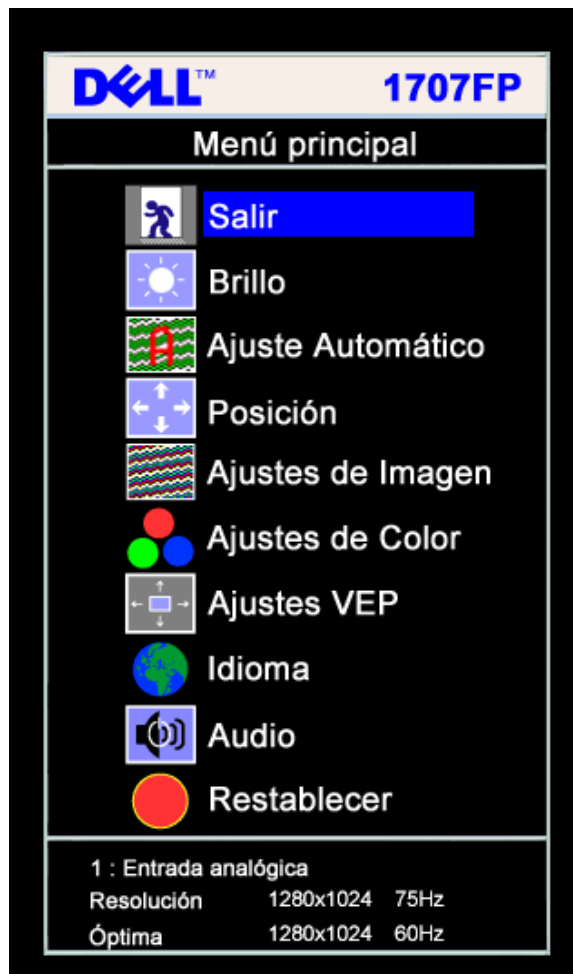 DELL™ 1707FP
Menú principal
Salir
Brillo
Ajuste Automático
Posición
Ajustes de Imagen
Ajustes de Color
Ajustes VEP
Idioma
Audio
Restablecer
1 : Entrada analógica
Resolución 1280x1024 75Hz
Óptima 1280x1024 60Hz